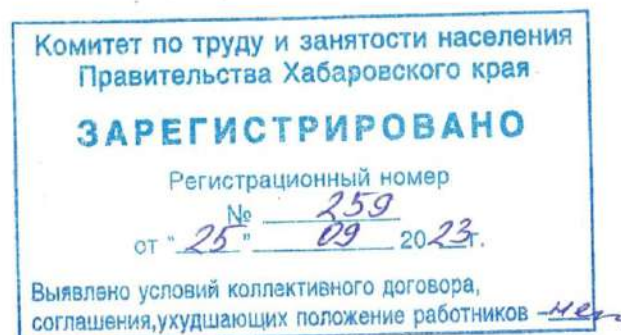 Комитет по труду и занятости населения
Правительства Хабаровского края
ЗАРЕГИСТРИРОВАНО
Регистрационный номер
№ 259
от "25" 09 2023г.
Выявлено условий коллективного договора,
соглашения,ухудшающих положение работников - нет